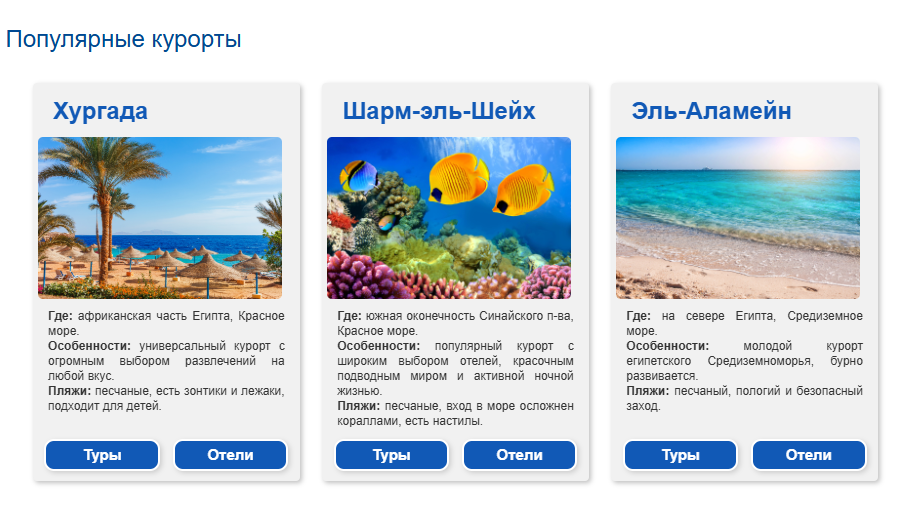 Популярные курорты
Хургада
Где: африканская часть Египта, Красное
море.
Особенности: универсальный курорт с
огромным выбором развлечений на
любой вкус.
Пляжи: песчаные, есть зонтики и лежаки,
подходит для детей.
Туры
Отели
Шарм-эль-Шейх
Где: южная оконечность Синайского п-ва,
Красное море.
Особенности: популярный курорт с
широким выбором отелей, красочным
подводным миром и активной ночной
жизнью.
Пляжи: песчаные, вход в море осложнен
кораллами, есть настилы.
Туры
Отели
Эль-Аламейн
Где: на севере Египта, Средиземное
море.
Особенности: молодой курорт
египетского Средиземноморья, бурно
развивается.
Пляжи: песчаный, пологий и безопасный
заход.
Туры
Отели